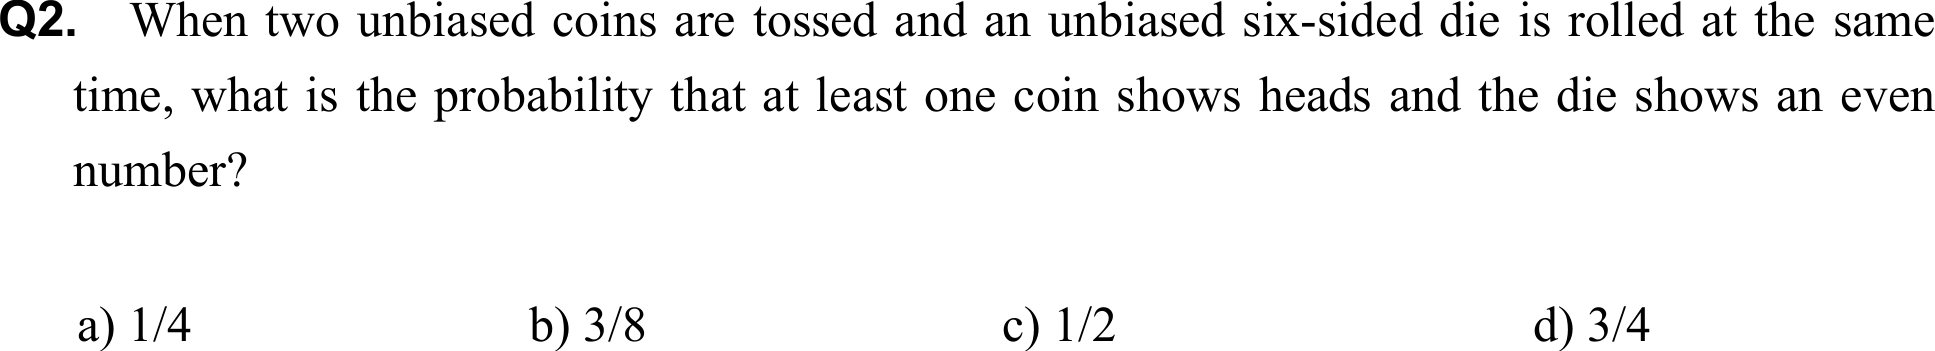 Q2. When two unbiased coins are tossed and an unbiased six-sided die is rolled at the same
time, what is the probability that at least one coin shows heads and the die shows an even
number?
a) 1/4 b) 3/8 c) 1/2 d) 3/4